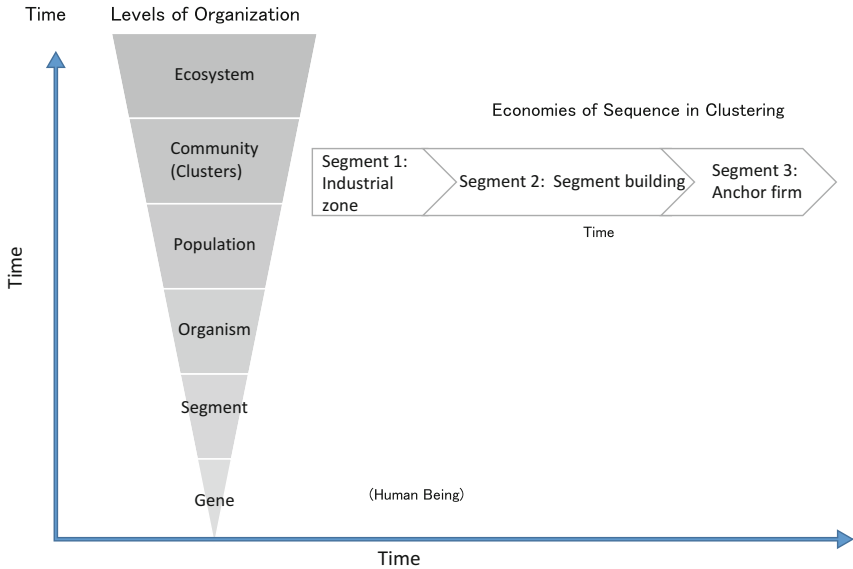 Time
Levels of Organization
Ecosystem
Economies of Sequence in Clustering
Community
(Clusters)
Segment 1:
Industrial
zone
Segment 2: Segment building
Segment 3:
Anchor firm
Time
Population
Time
Organism
Segment
Gene
(Human Being)
Time